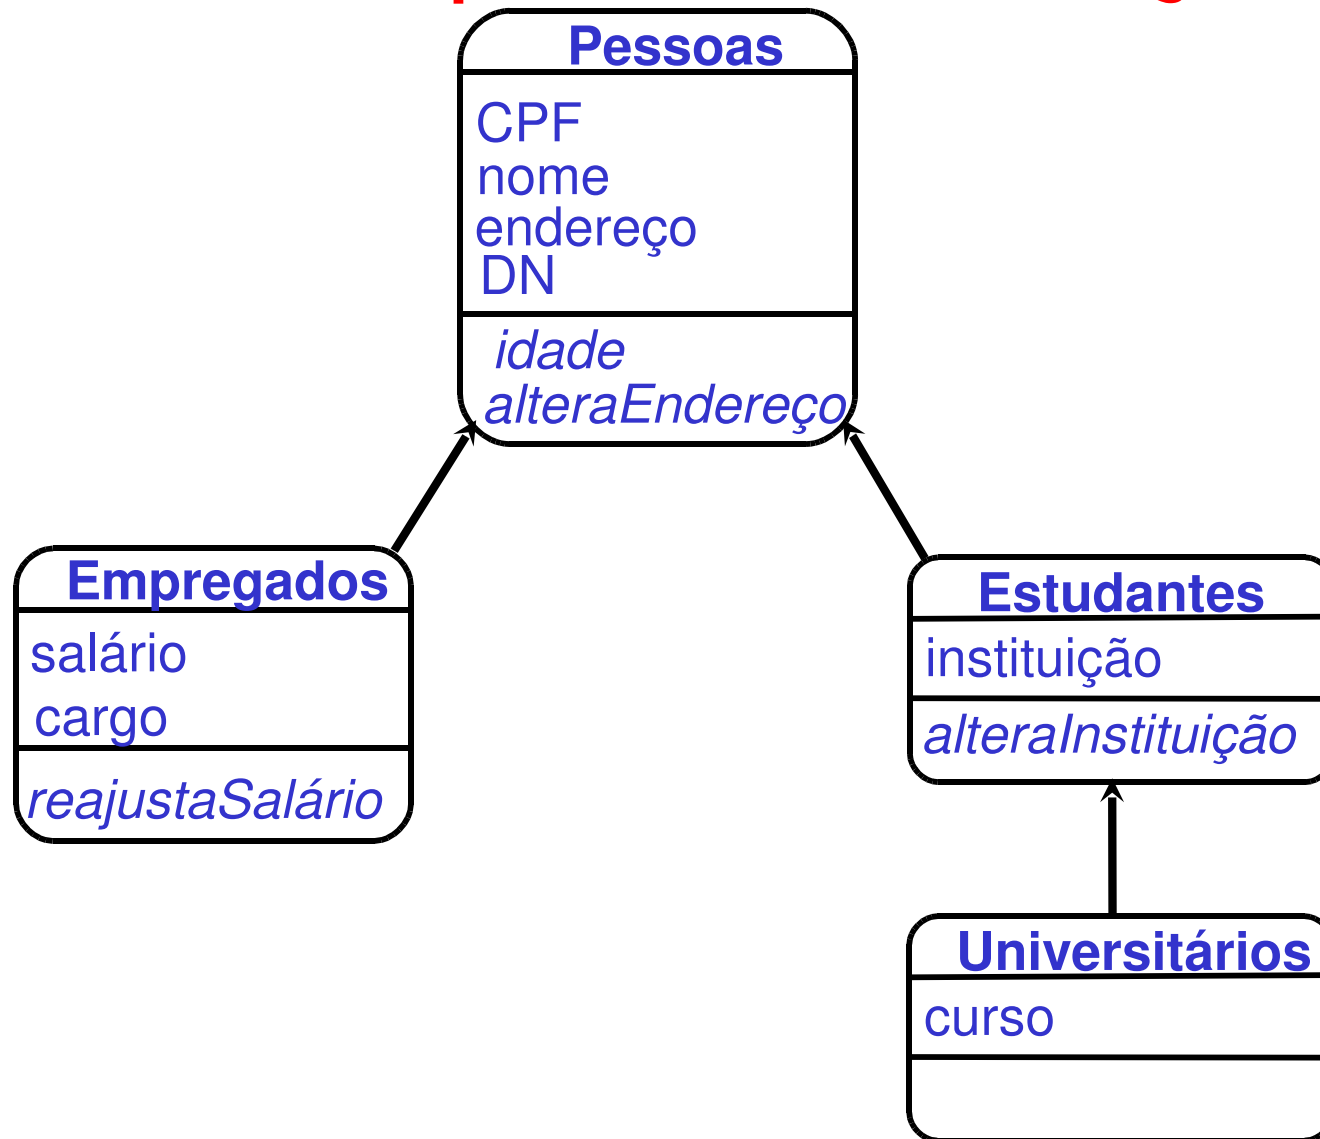 Pessoas
CPF
nome
endereço
DN
idade
alteraEndereço
Empregados
salário
cargo
reajustaSalário
Estudantes
instituição
alteraInstituição
Universitários
curso